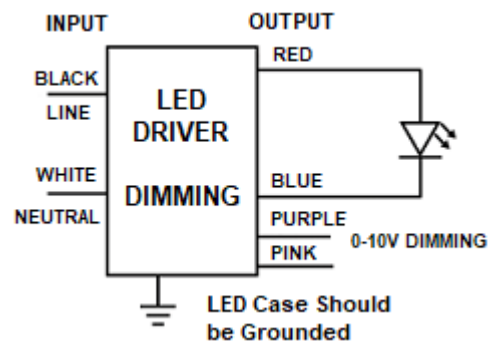 INPUT
OUTPUT
BLACK
LINE
WHITE
NEUTRAL
LED
DRIVER
DIMMING
RED
BLUE
PURPLE
PINK
0-10V DIMMING
LED Case Should
be Grounded